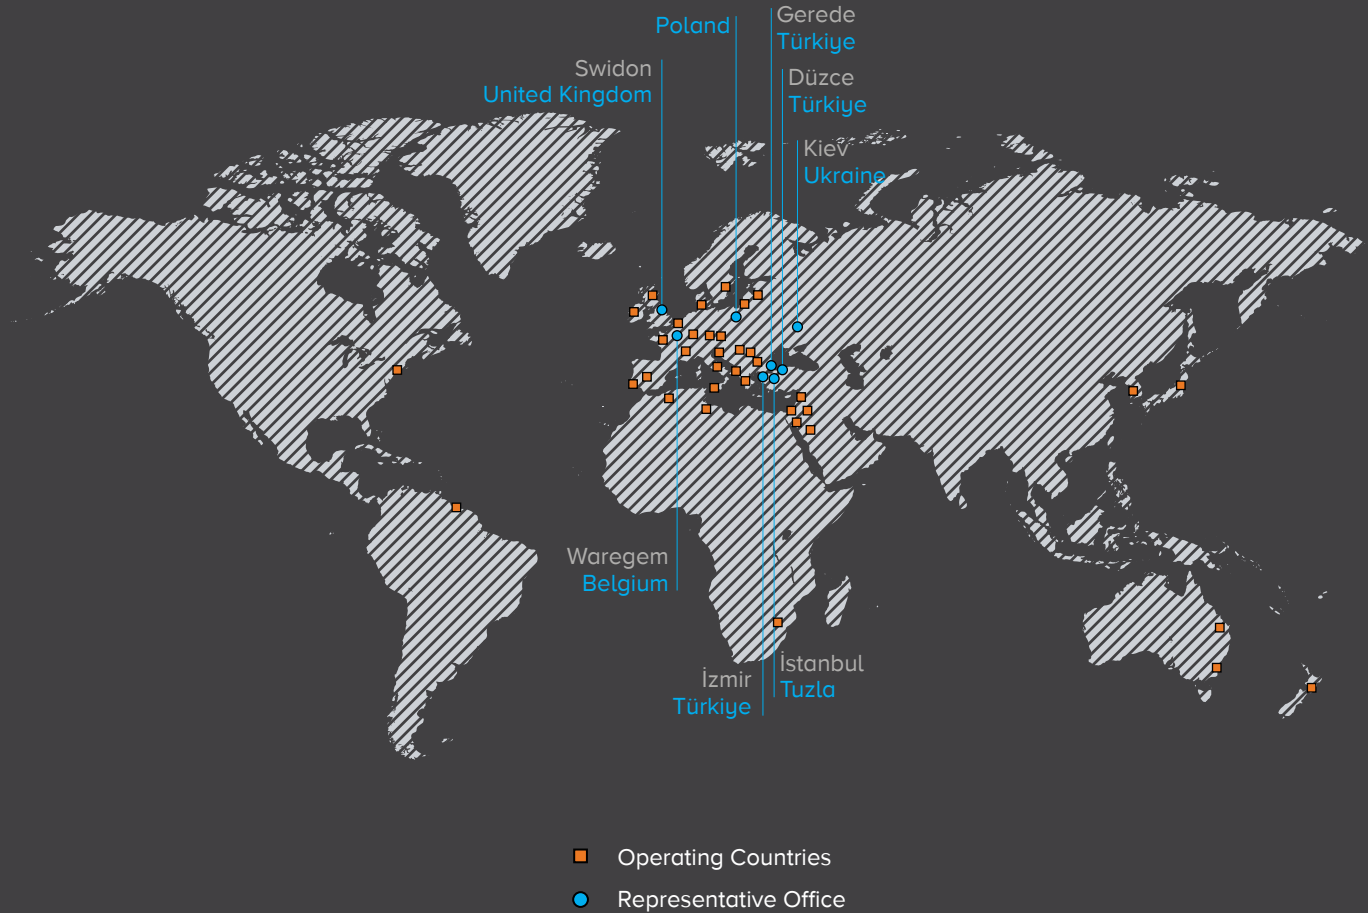 Poland
Gerede
Türkiye
Swidon
United Kingdom
Düzce
Türkiye
Kiev
Ukraine
Waregem
Belgium
İzmir
Türkiye
İstanbul
Tuzla
Operating Countries
Representative Office